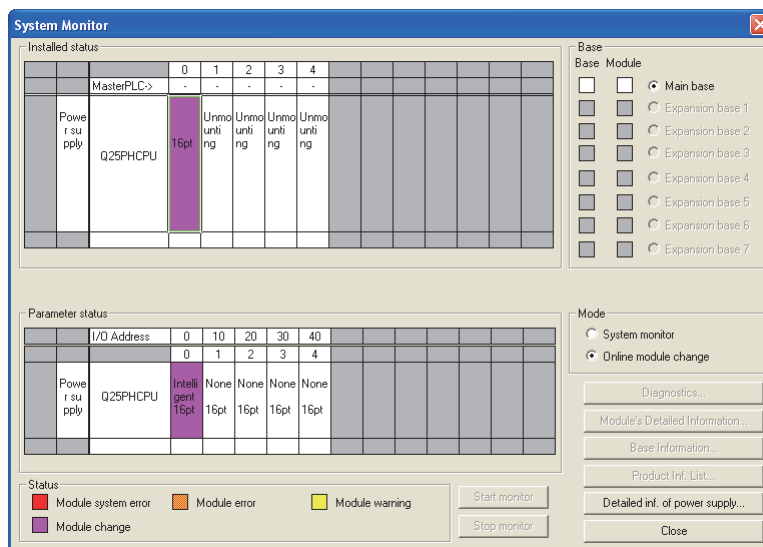 System Monitor
Installed status
0 1 2 3 4
MasterPLC-> - - - - -
Powe
r su
pply
Q25PHCPU
16pt
Unmo
unti
ng
Unmo
unti
ng
Unmo
unti
ng
Unmo
unti
ng
Base
Base Module
Main base
Expansion base 1
Expansion base 2
Expansion base 3
Expansion base 4
Expansion base 5
Expansion base 6
Expansion base 7
Parameter status
I/O Address 0 10 20 30 40
0 1 2 3 4
Powe
r su
pply
Q25PHCPU
Intelli
gent
16pt
None
16pt
None
16pt
None
16pt
None
16pt
Mode
System monitor
Online module change
Diagnostics...
Module's Detailed Information...
Base Information...
Product Inf. List...
Detailed inf. of power supply...
Close
Status
Module system error
Module error
Module warning
Module change
Start monitor
Stop monitor